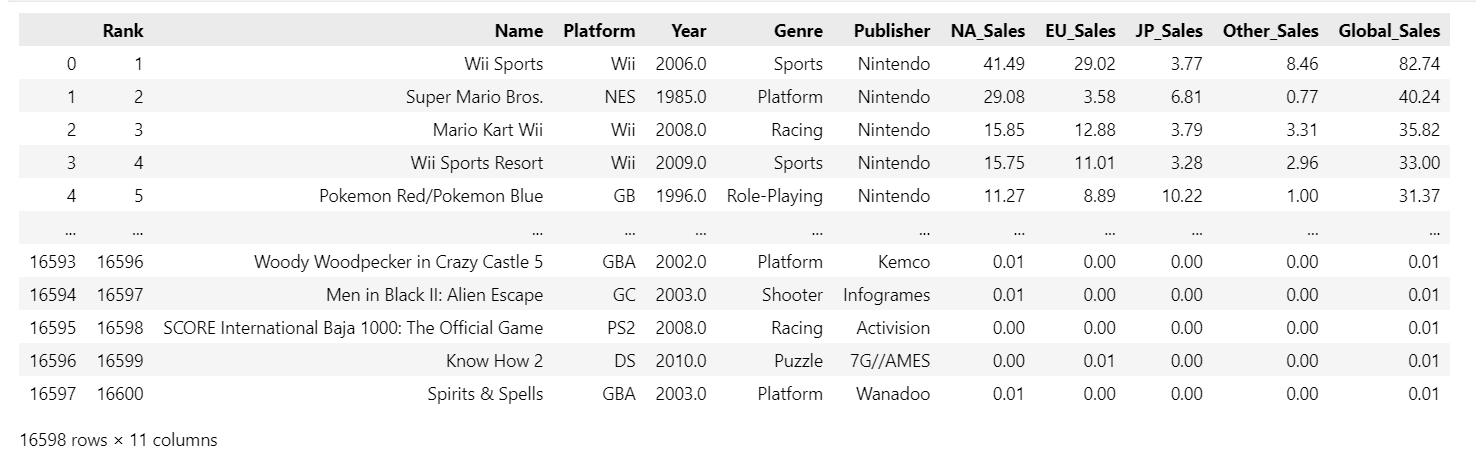 Rank Name Platform Year Genre Publisher NA_Sales EU_Sales JP_Sales Other_Sales Global_Sales
0 1 Wii Sports Wii 2006.0 Sports Nintendo 41.49 29.02 3.77 8.46 82.74
1 2 Super Mario Bros. NES 1985.0 Platform Nintendo 29.08 3.58 6.81 0.77 40.24
2 3 Mario Kart Wii Wii 2008.0 Racing Nintendo 15.85 12.88 3.79 3.31 35.82
3 4 Wii Sports Resort Wii 2009.0 Sports Nintendo 15.75 11.01 3.28 2.96 33.00
4 5 Pokemon Red/Pokemon Blue GB 1996.0 Role-Playing Nintendo 11.27 8.89 10.22 1.00 31.37
... ... ... ... ... ... ... ... ... ... ... ...
16593 16596 Woody Woodpecker in Crazy Castle 5 GBA 2002.0 Platform Kemco 0.01 0.00 0.00 0.00 0.01
16594 16597 Men in Black II: Alien Escape GC 2003.0 Shooter Infogrames 0.01 0.00 0.00 0.00 0.01
16595 16598 SCORE International Baja 1000: The Official Game PS2 2008.0 Racing Activision 0.00 0.00 0.00 0.00 0.01
16596 16599 Know How 2 DS 2010.0 Puzzle 7G//AMES 0.00 0.01 0.00 0.00 0.01
16597 16600 Spirits & Spells GBA 2003.0 Platform Wanadoo 0.01 0.00 0.00 0.00 0.01
16598 rows × 11 columns